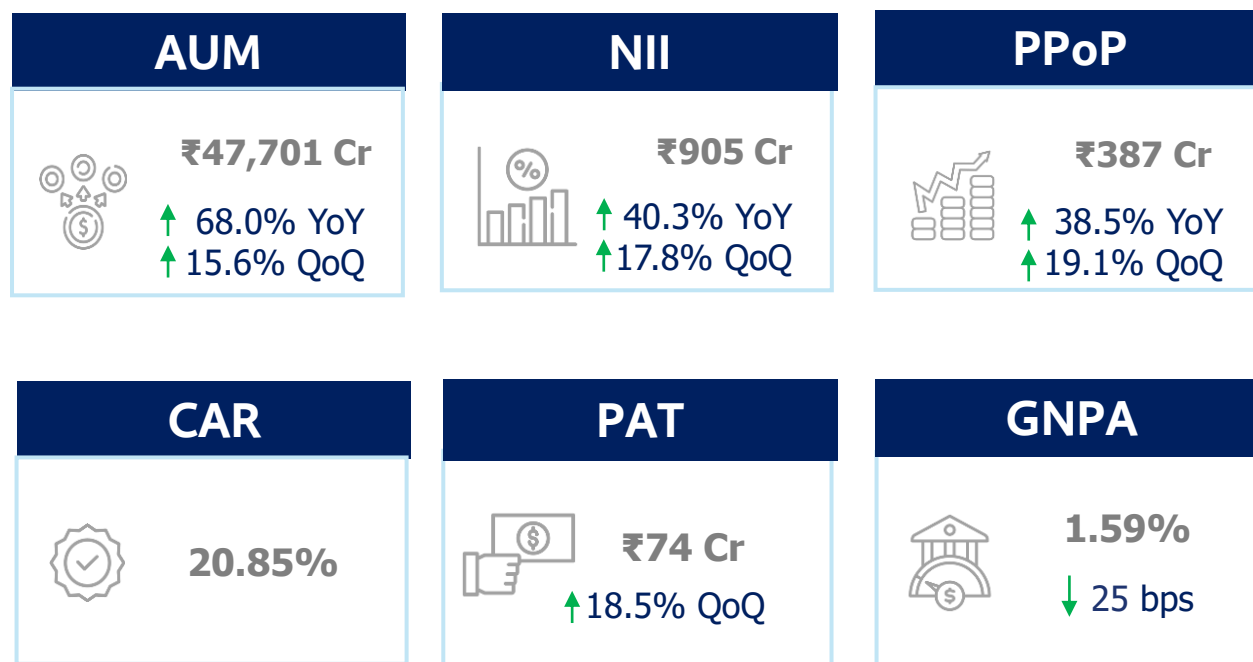 AUM
₹47,701 Cr
68.0% YoY
15.6% QoQ
NII
%
₹905 Cr
40.3% YoY
17.8% QoQ
PPoP
₹387 Cr
38.5% YoY
19.1% QoQ
CAR
20.85%
PAT
$
₹74 Cr
18.5% QoQ
GNPA
$
1.59%
25 bps